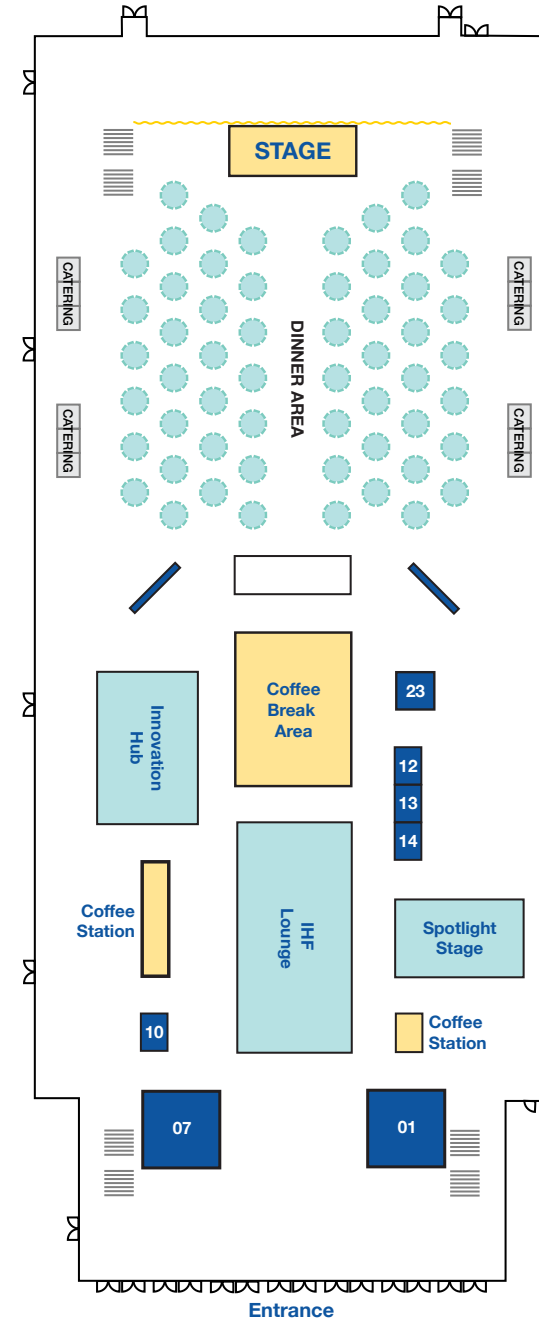 STAGE
CATERING
CATERING
DINNER AREA
CATERING
CATERING
Coffee
Break
Area
23
Innovation
Hub
12
13
14
Coffee
Station
IHF
Lounge
Spotlight
Stage
10
Coffee
Station
07
01
Entrance